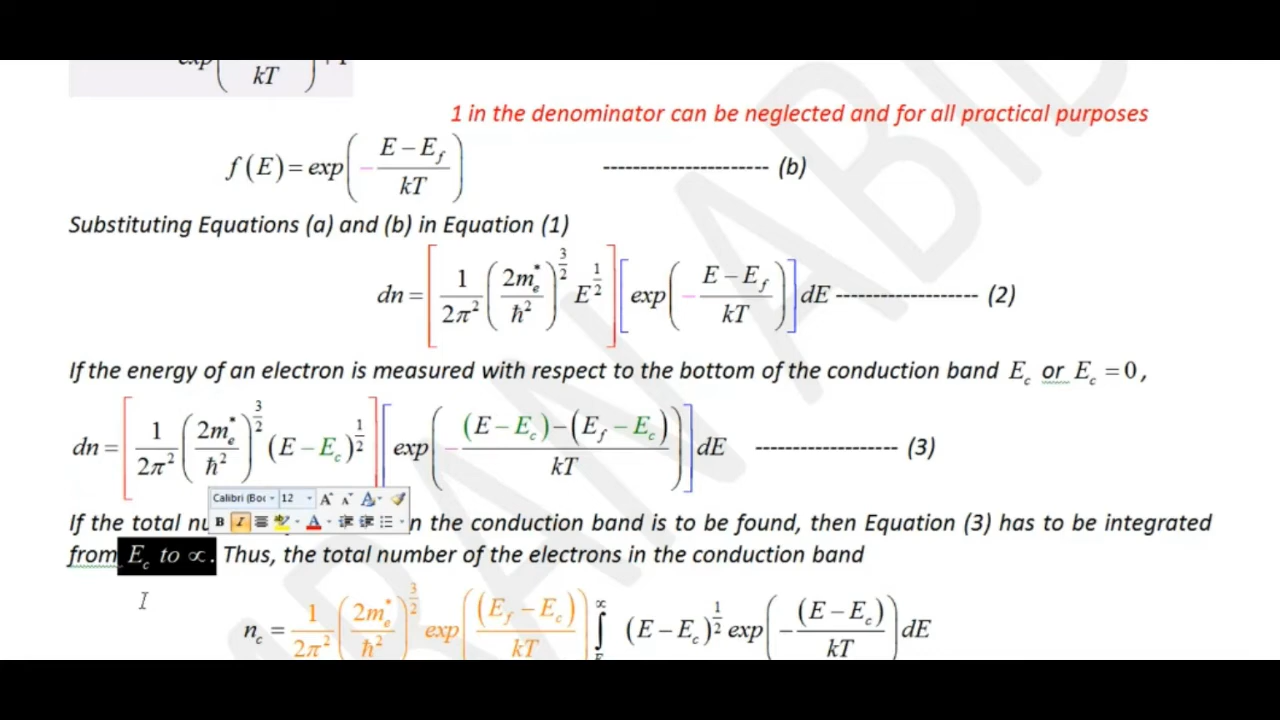 exp( / kT ) + 1
1 in the denominator can be neglected and for all practical purposes
f(E) = exp(− (E − E_f) / kT) ---------------------- (b)
Substituting Equations (a) and (b) in Equation (1)
dn = [1/2π² (2m_e*/ħ²)^{3/2} E^{1/2}] [exp(− (E − E_f) / kT)] dE ------------------- (2)
If the energy of an electron is measured with respect to the bottom of the conduction band E_c or E_c = 0,
dn = [1/2π² (2m_e*/ħ²)^{3/2} (E − E_c)^{1/2}] [exp(− ((E − E_c) − (E_f − E_c)) / kT)] dE ------------------- (3)
Calibri (Boc 12 A A A
B I A
If the total n the conduction band is to be found, then Equation (3) has to be integrated
from E_c to ∝. Thus, the total number of the electrons in the conduction band
n_c = 1/2π² (2m_e*/ħ²)^{3/2} exp((E_f − E_c) / kT) ∫^∝ (E − E_c)^{1/2} exp(− (E − E_c) / kT) dE